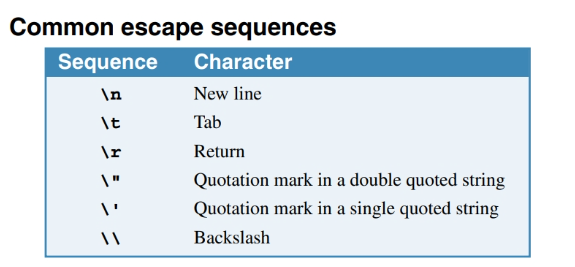 Common escape sequences
Sequence Character
\n New line
\t Tab
\r Return
\" Quotation mark in a double quoted string
\' Quotation mark in a single quoted string
\\ Backslash